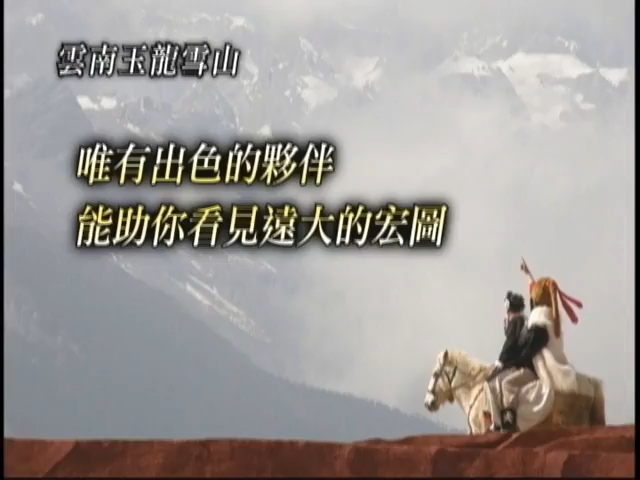 雲南玉龍雪山
唯有出色的夥伴
能助你看見遠大的宏圖